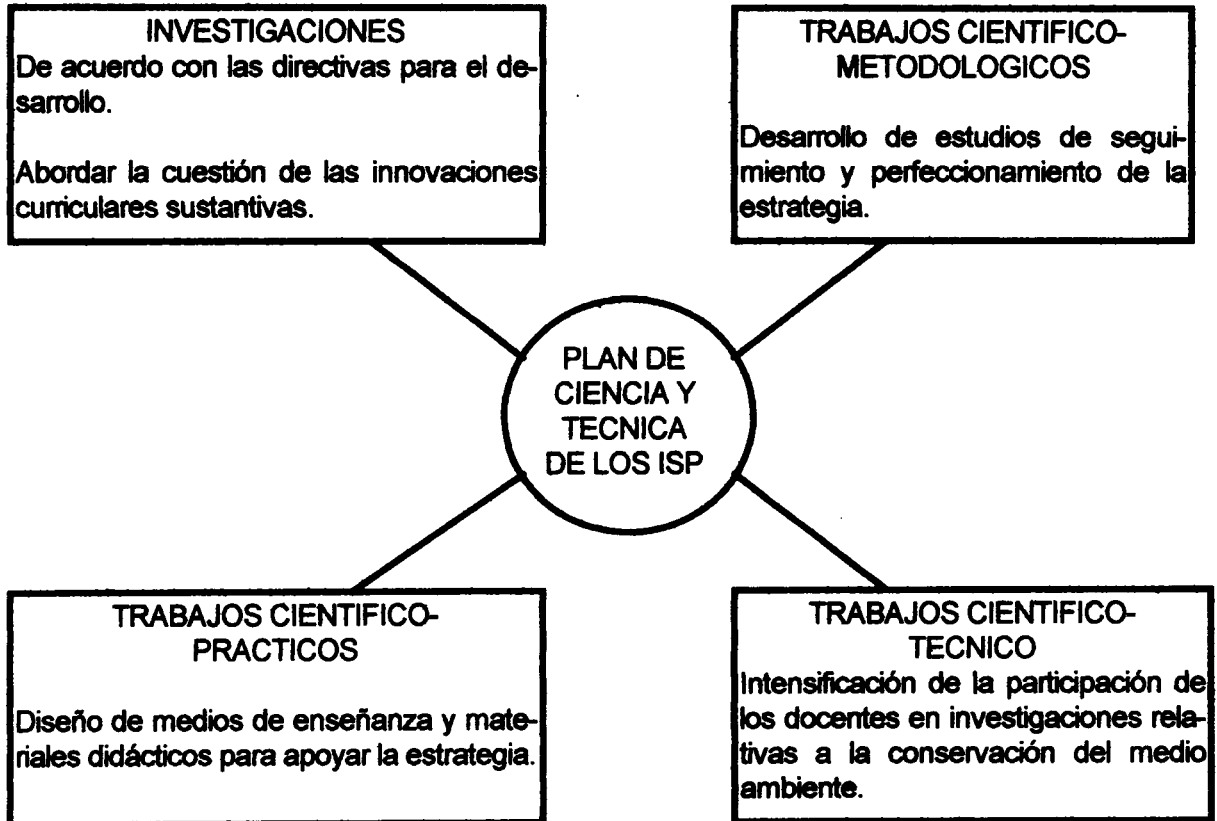 INVESTIGACIONES
De acuerdo con las directivas para el de-
sarrollo.
Abordar la cuestión de las innovaciones
curriculares sustantivas.
TRABAJOS CIENTIFICO-
METODOLOGICOS
Desarrollo de estudios de segui-
miento y perfeccionamiento de la
estrategia.
PLAN DE
CIENCIA Y
TECNICA
DE LOS ISP
TRABAJOS CIENTIFICO-
PRACTICOS
Diseño de medios de enseñanza y mate-
riales didácticos para apoyar la estrategia.
TRABAJOS CIENTIFICO-
TECNICO
Intensificación de la participación de
los docentes en investigaciones rela-
tivas a la conservación del medio
ambiente.